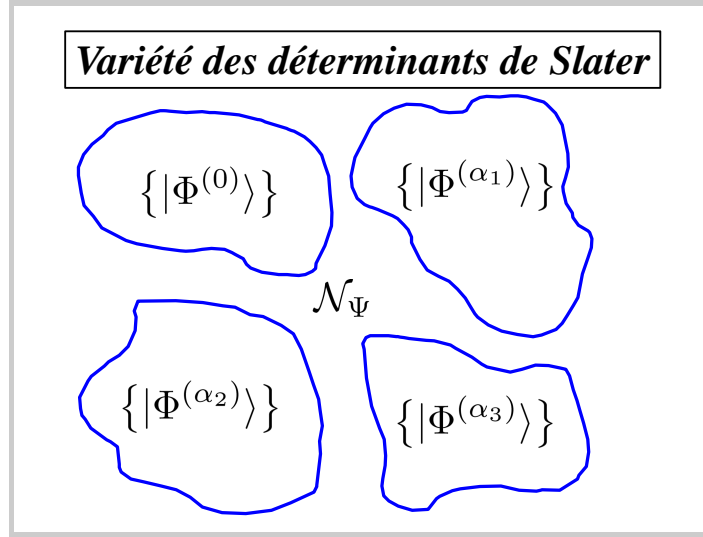 Variété des déterminants de Slater
{|Φ^(0)⟩}
{|Φ^(α₁)⟩}
𝒩_Ψ
{|Φ^(α₂)⟩}
{|Φ^(α₃)⟩}